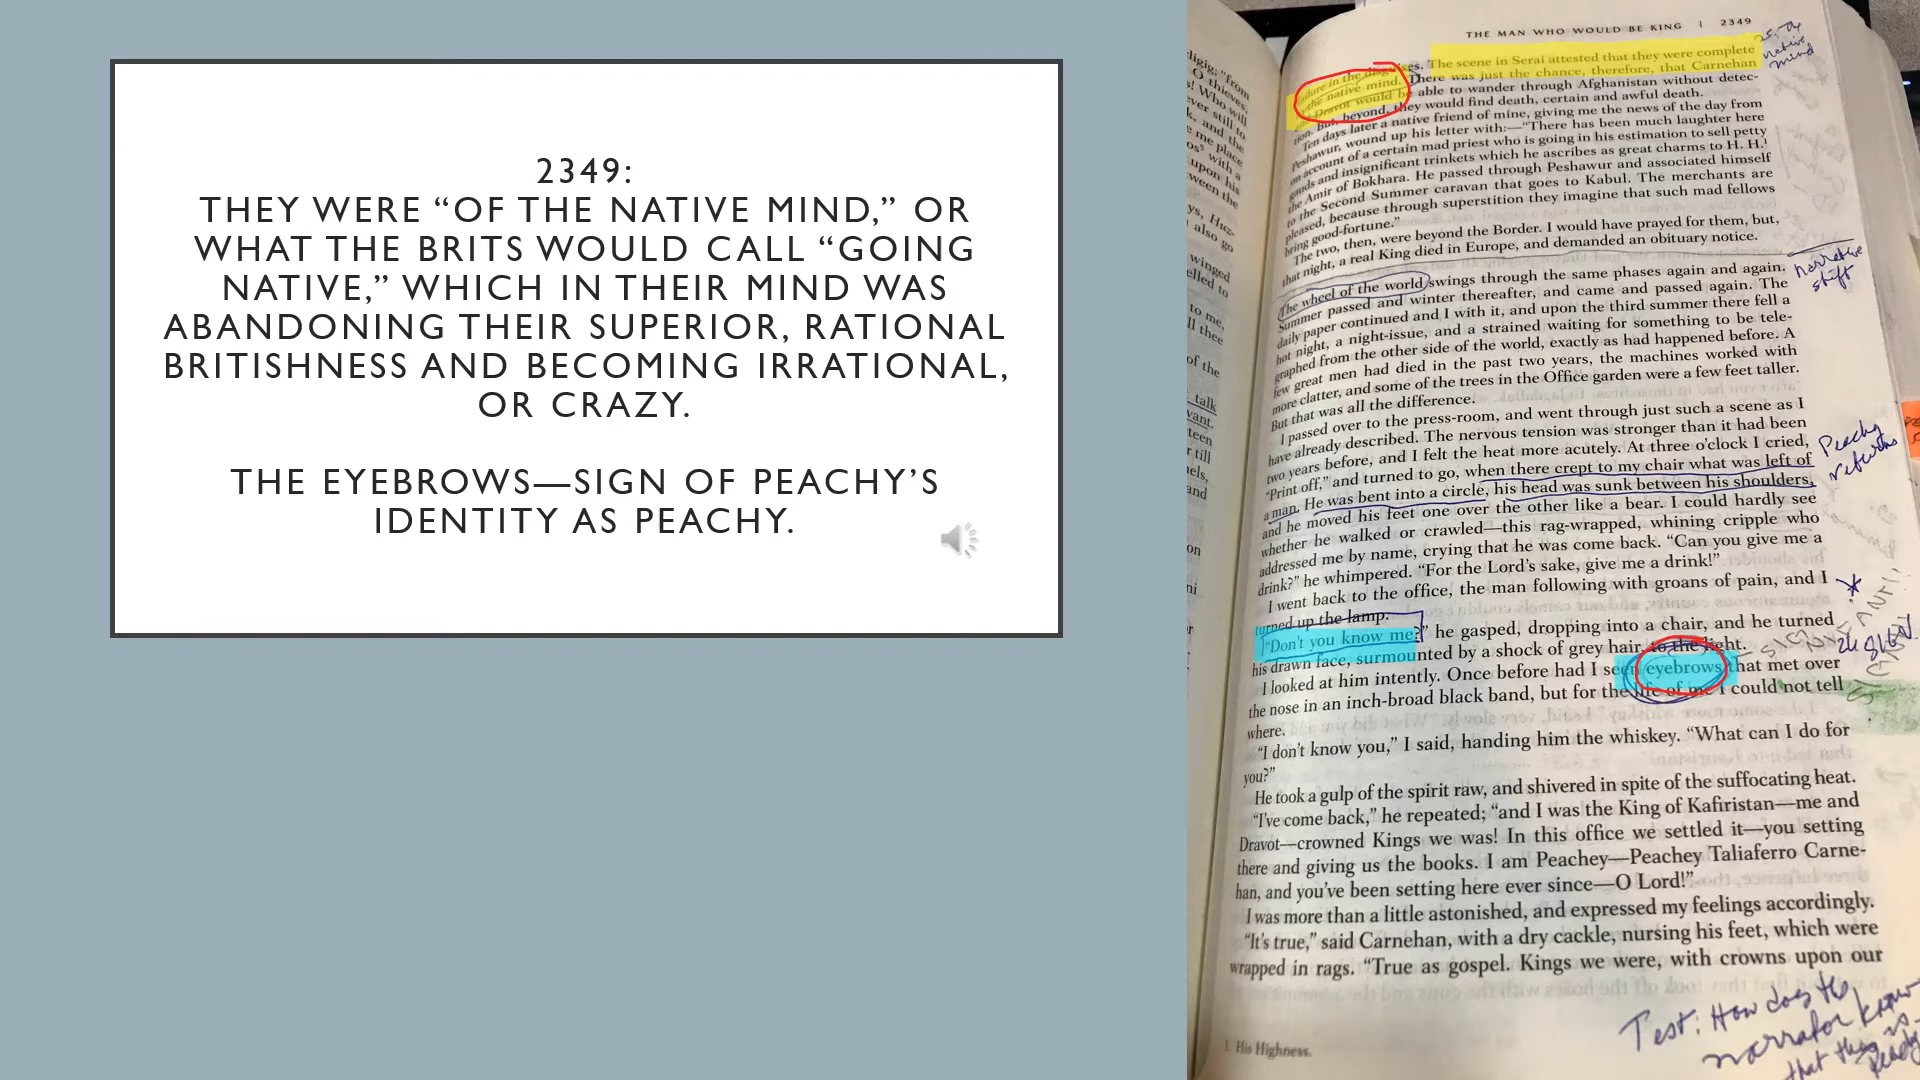 2349:
THEY WERE “OF THE NATIVE MIND,” OR
WHAT THE BRITS WOULD CALL “GOING
NATIVE,” WHICH IN THEIR MIND WAS
ABANDONING THEIR SUPERIOR, RATIONAL
BRITISHNESS AND BECOMING IRRATIONAL,
OR CRAZY.
THE EYEBROWS—SIGN OF PEACHY’S
IDENTITY AS PEACHY.
THE MAN WHO WOULD BE KING | 2349
native
mind
The scene in Serai attested that they were complete
to the native mind. There was just the chance, therefore, that Carnehan
and Dravot would be able to wander through Afghanistan without detec-
tion. But, beyond, they would find death, certain and awful death.
Ten days later a native friend of mine, giving me the news of the day from
Peshawur, wound up his letter with:—“There has been much laughter here
on account of a certain mad priest who is going in his estimation to sell petty
gauds and insignificant trinkets which he ascribes as great charms to H. H.¹
the Amir of Bokhara. He passed through Peshawur and associated himself
to the Second Summer caravan that goes to Kabul. The merchants are
pleased, because through superstition they imagine that such mad fellows
bring good-fortune.”
The two, then, were beyond the Border. I would have prayed for them, but,
that night, a real King died in Europe, and demanded an obituary notice.
narrative
shift
The wheel of the world swings through the same phases again and again.
Summer passed and winter thereafter, and came and passed again. The
daily paper continued and I with it, and upon the third summer there fell a
hot night, a night-issue, and a strained waiting for something to be tele-
graphed from the other side of the world, exactly as had happened before. A
few great men had died in the past two years, the machines worked with
more clatter, and some of the trees in the Office garden were a few feet taller.
But that was all the difference.
I passed over to the press-room, and went through just such a scene as I
have already described. The nervous tension was stronger than it had been
two years before, and I felt the heat more acutely. At three o’clock I cried,
“Print off,” and turned to go, when there crept to my chair what was left of
a man. He was bent into a circle, his head was sunk between his shoulders,
and he moved his feet one over the other like a bear. I could hardly see
whether he walked or crawled—this rag-wrapped, whining cripple who
addressed me by name, crying that he was come back. “Can you give me a
drink?” he whimpered. “For the Lord’s sake, give me a drink!”
Peachy
returns
I went back to the office, the man following with groans of pain, and I
turned up the lamp.
“Don’t you know me?” he gasped, dropping into a chair, and he turned
his drawn face, surmounted by a shock of grey hair, to the light.
I looked at him intently. Once before had I seen eyebrows that met over
the nose in an inch-broad black band, but for the life of me I could not tell
where.
“I don’t know you,” I said, handing him the whiskey. “What can I do for
you?”
He took a gulp of the spirit raw, and shivered in spite of the suffocating heat.
“I’ve come back,” he repeated; “and I was the King of Kafiristan—me and
Dravot—crowned Kings we was! In this office we settled it—you setting
there and giving us the books. I am Peachey—Peachey Taliaferro Carne-
han, and you’ve been setting here ever since—O Lord!”
I was more than a little astonished, and expressed my feelings accordingly.
“It’s true,” said Carnehan, with a dry cackle, nursing his feet, which were
wrapped in rags. “True as gospel. Kings we were, with crowns upon our
1. His Highness.
Test: How does the
narrator know
that this is
Peachy